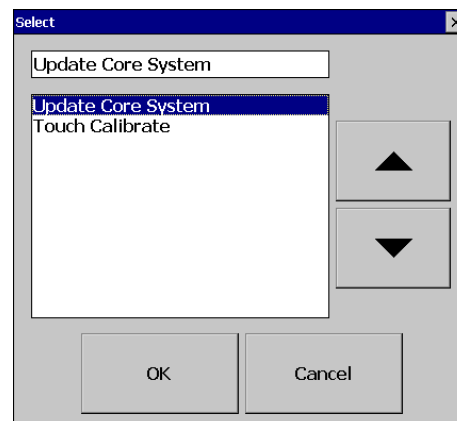 Select
Update Core System
Update Core System
Touch Calibrate
OK
Cancel